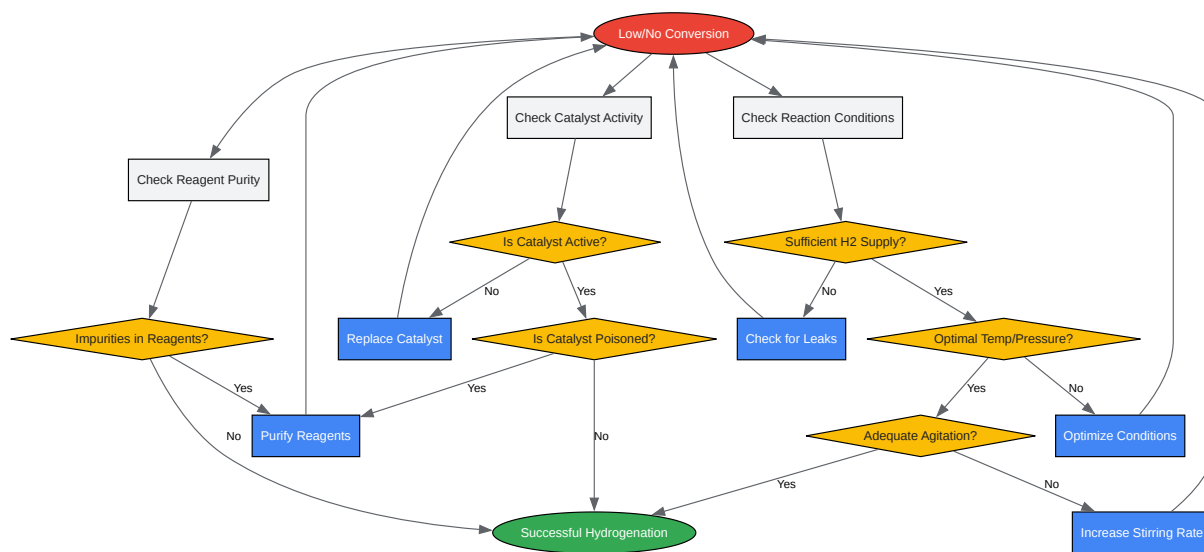 Low/No Conversion
Check Catalyst Activity
Check Reaction Conditions
Check Reagent Purity
Is Catalyst Active?
Sufficient H2 Supply?
No
Yes
No
Yes
Impurities in Reagents?
Replace Catalyst
Is Catalyst Poisoned?
Check for Leaks
Optimal Temp/Pressure?
Yes
Yes
Yes
No
No
Purify Reagents
No
Adequate Agitation?
Optimize Conditions
Yes
No
Successful Hydrogenation
Increase Stirring Rate